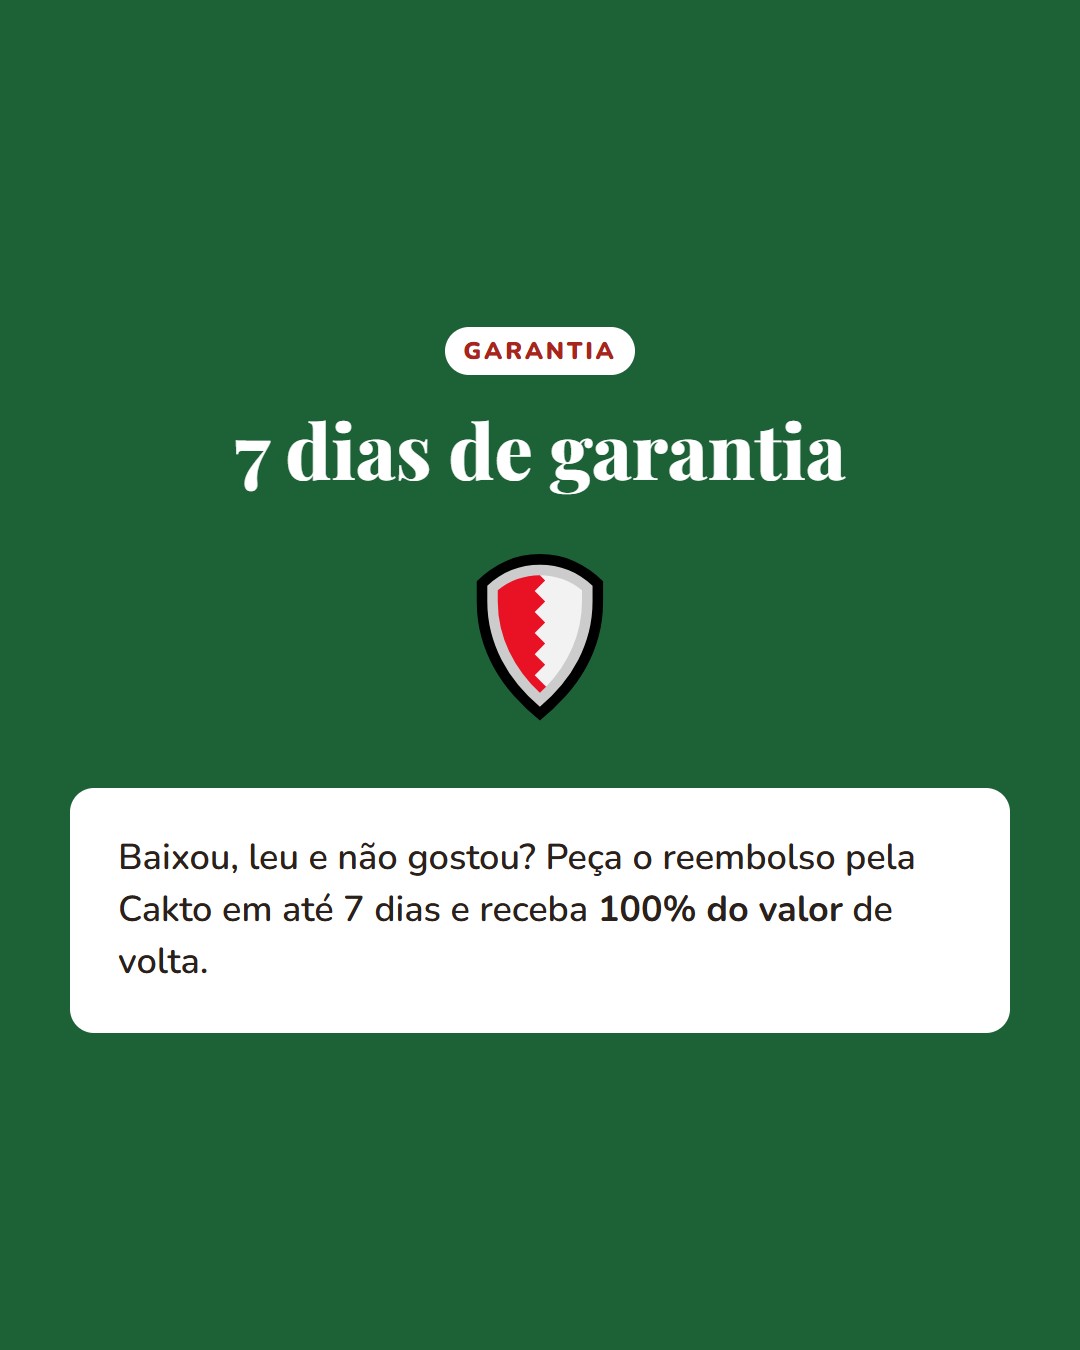 GARANTIA
7 dias de garantia
Baixou, leu e não gostou? Peça o reembolso pela
Cakto em até 7 dias e receba 100% do valor de
volta.